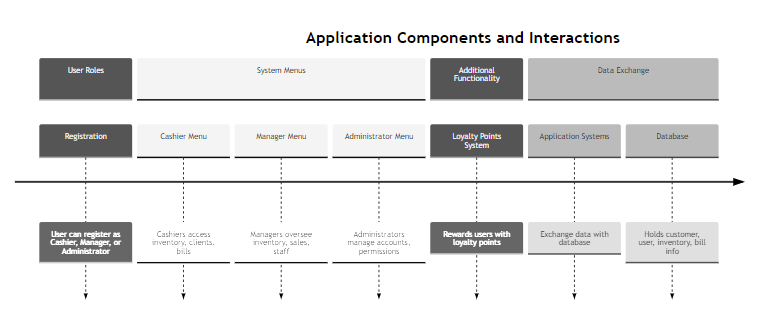 Application Components and Interactions
User Roles
System Menus
Additional
Functionality
Data Exchange
Registration
Cashier Menu
Manager Menu
Administrator Menu
Loyalty Points
System
Application Systems
Database
User can register as
Cashier, Manager, or
Administrator
Cashiers access
inventory, clients,
bills
Managers oversee
inventory, sales,
staff
Administrators
manage accounts,
permissions
Rewards users with
loyalty points
Exchange data with
database
Holds customer,
user, inventory, bill
info